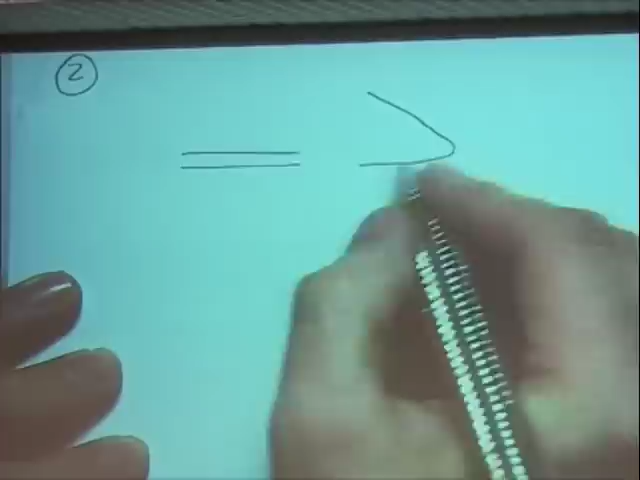 ②
= >